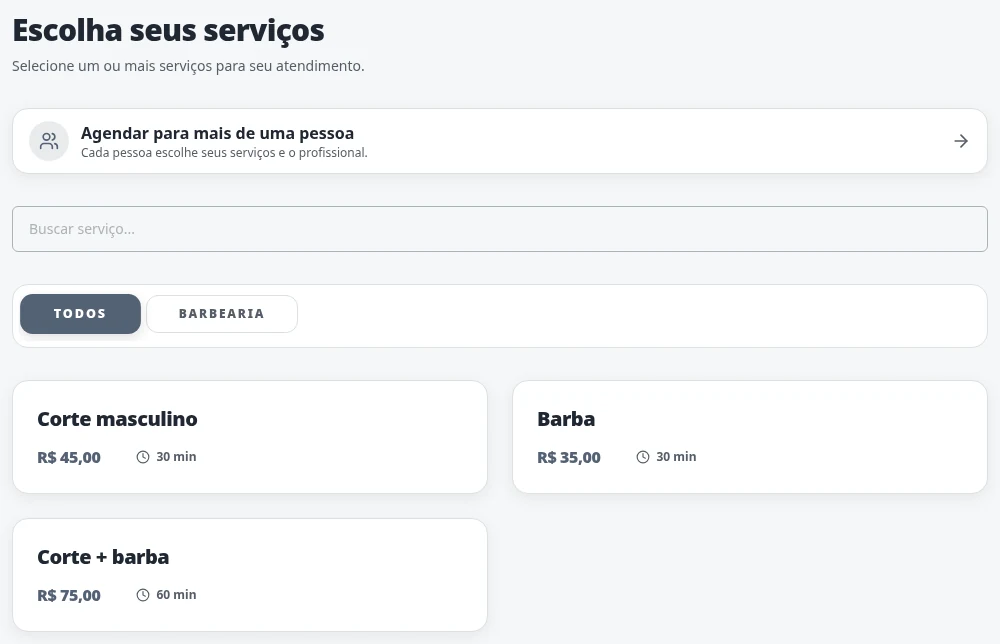 Escolha seus serviços
Selecione um ou mais serviços para seu atendimento.
Agendar para mais de uma pessoa
Cada pessoa escolhe seus serviços e o profissional.
Buscar serviço...
TODOS
BARBEARIA
Corte masculino
R$ 45,00
30 min
Barba
R$ 35,00
30 min
Corte + barba
R$ 75,00
60 min